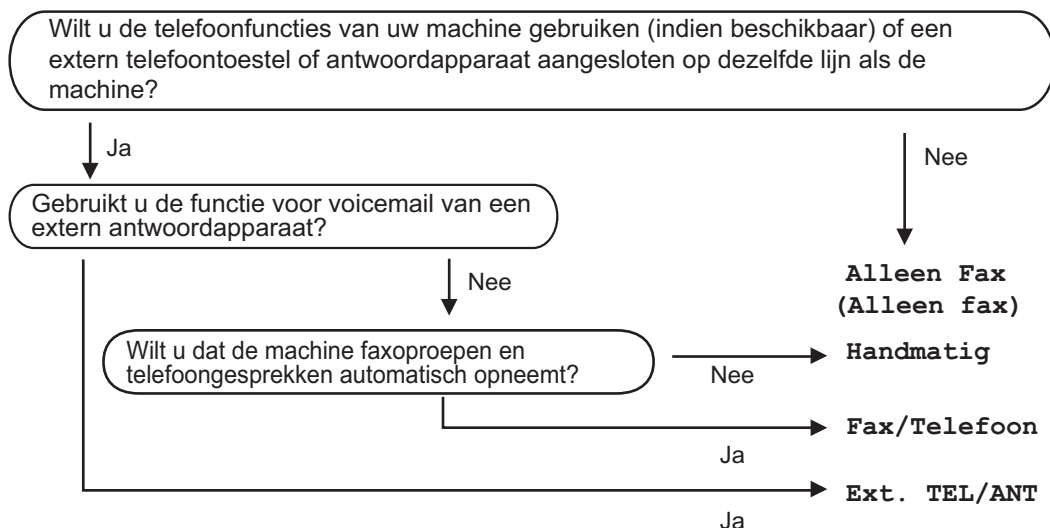 Wilt u de telefoonfuncties van uw machine gebruiken (indien beschikbaar) of een
extern telefoontoestel of antwoordapparaat aangesloten op dezelfde lijn als de
machine?
Ja
Nee
Gebruikt u de functie voor voicemail van een
extern antwoordapparaat?
Nee
Alleen Fax
(Alleen fax)
Wilt u dat de machine faxoproepen en
telefoongesprekken automatisch opneemt?
Nee
Handmatig
Ja
Fax/Telefoon
Ja
Ext. TEL/ANT